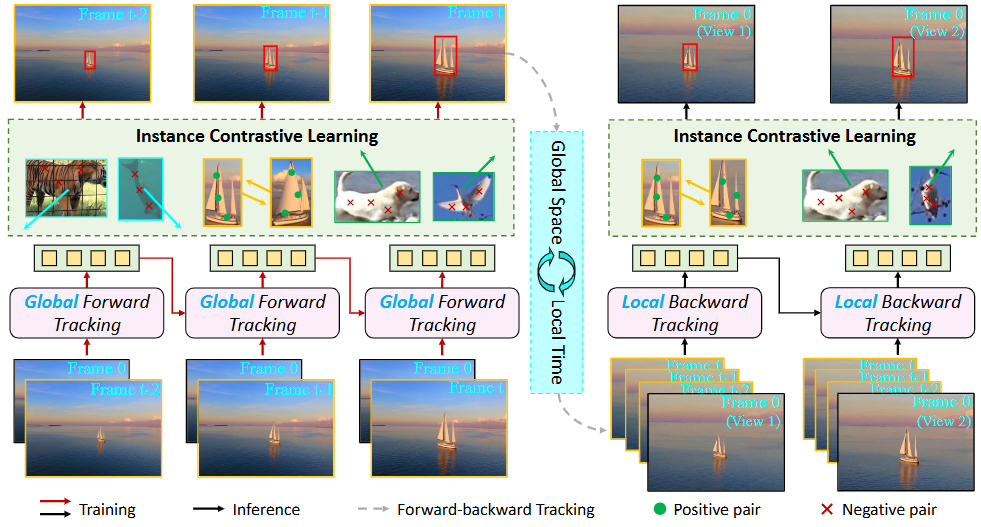 Frame t-2
Frame t-1
Frame t
Frame 0
(View 1)
Frame 0
(View 2)
Instance Contrastive Learning
Instance Contrastive Learning
Global Space
Local Time
Global Forward
Tracking
Global Forward
Tracking
Global Forward
Tracking
Local Backward
Tracking
Local Backward
Tracking
Frame 0
Frame t-2
Frame 0
Frame t-1
Frame 0
Frame t
Frame t
Frame t-1
Frame t-2
Frame 0
(View 1)
Frame t
Frame t-1
Frame t-2
Frame 0
(View 2)
Training
Inference
Forward-backward Tracking
Positive pair
Negative pair